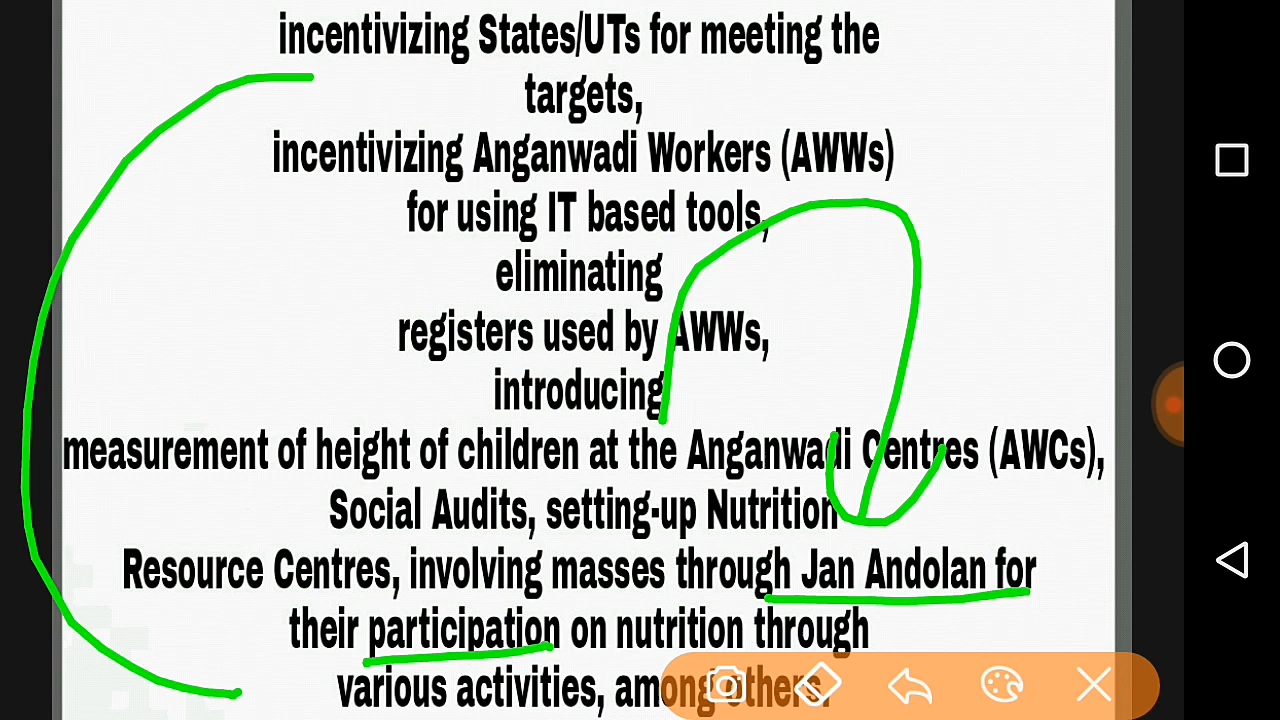 incentivizing States/UTs for meeting the
targets,
incentivizing Anganwadi Workers (AWWs)
for using IT based tools,
eliminating
registers used by AWWs,
introducing
measurement of height of children at the Anganwadi Centres (AWCs),
Social Audits, setting-up Nutrition
Resource Centres, involving masses through Jan Andolan for
their participation on nutrition through
various activities, among others.